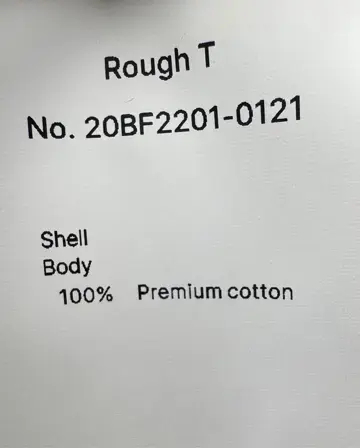 Rough T
No. 20BF2201-0121
Shell
Body
100% Premium cotton